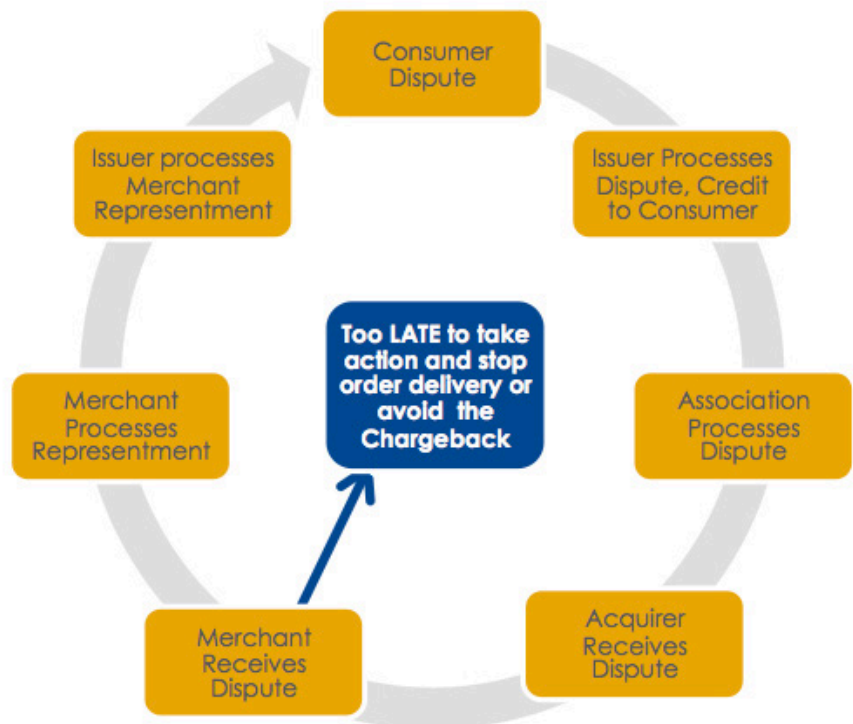 Consumer
Dispute
Issuer Processes
Dispute, Credit
to Consumer
Association
Processes
Dispute
Acquirer
Receives
Dispute
Merchant
Receives
Dispute
Merchant
Processes
Representment
Issuer processes
Merchant
Representment
Too LATE to take
action and stop
order delivery or
avoid the
Chargeback